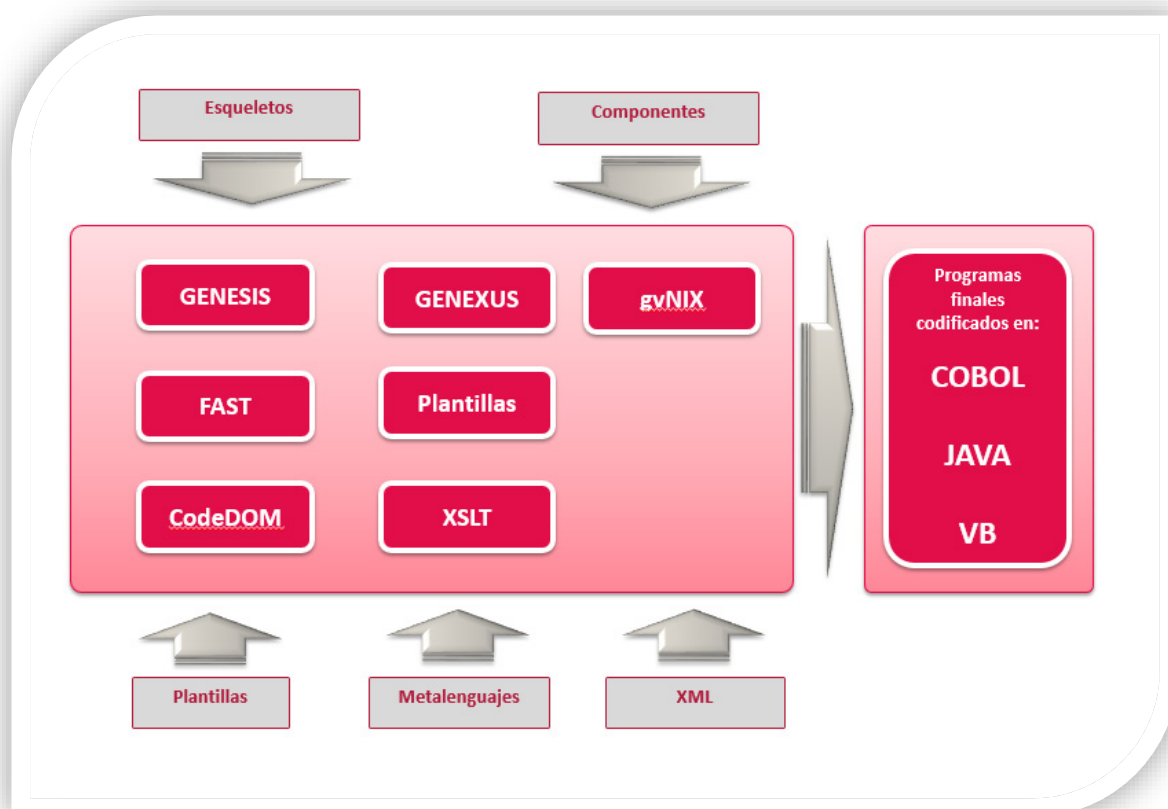 Esqueletos
Componentes
GENESIS
GENEXUS
gvNIX
FAST
Plantillas
CodeDOM
XSLT
Programas
finales
codificados en:
COBOL
JAVA
VB
Plantillas
Metalenguajes
XML